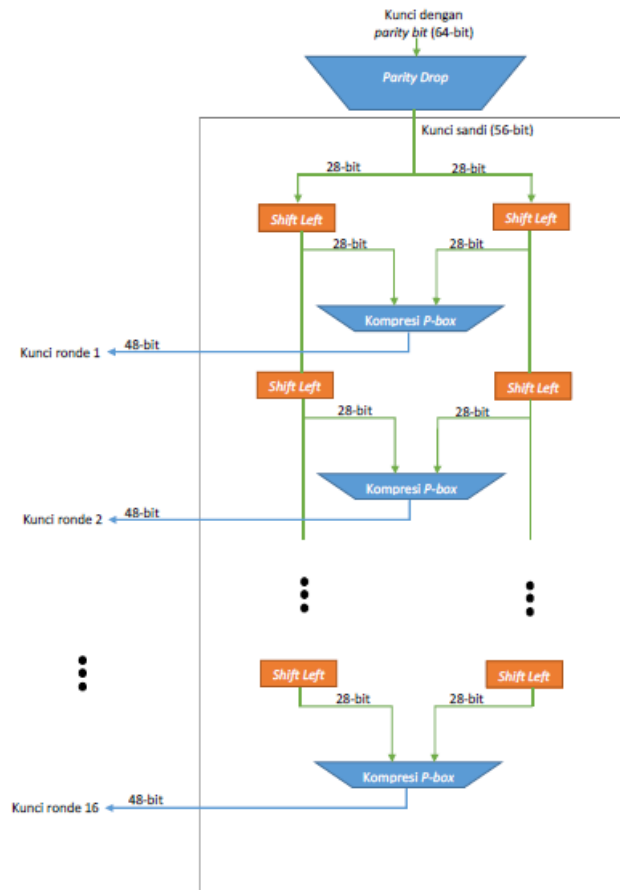 Kunci dengan
parity bit (64-bit)
Parity Drop
Kunci sandi (56-bit)
28-bit
28-bit
Shift Left
Shift Left
28-bit
28-bit
Kompresi P-box
48-bit
Kunci ronde 1
Shift Left
Shift Left
28-bit
28-bit
Kompresi P-box
48-bit
Kunci ronde 2
Shift Left
Shift Left
28-bit
28-bit
Kompresi P-box
48-bit
Kunci ronde 16